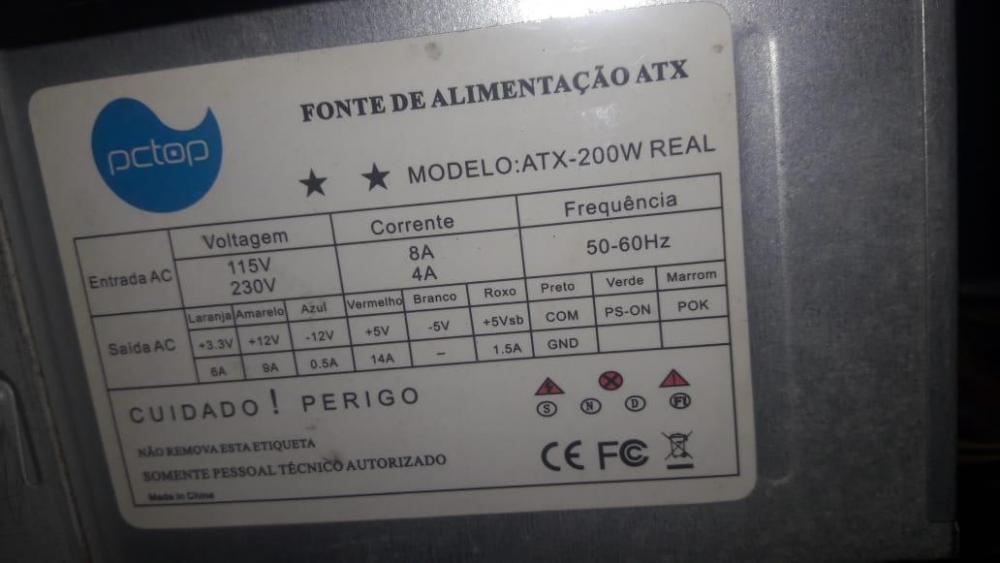 pctop
FONTE DE ALIMENTAÇÃO ATX
★ ★ MODELO:ATX-200W REAL
Voltagem Corrente Frequência
Entrada AC 115V 8A 50-60Hz
230V 4A
Laranja Amarelo Azul Vermelho Branco Roxo Preto Verde Marrom
Saída AC +3.3V +12V -12V +5V -5V +5Vsb COM PS-ON POK
6A 9A 0.5A 14A – 1.5A GND
CUIDADO ! PERIGO
S N D FI
NÃO REMOVA ESTA ETIQUETA
SOMENTE PESSOAL TÉCNICO AUTORIZADO
CE FC
Made in China